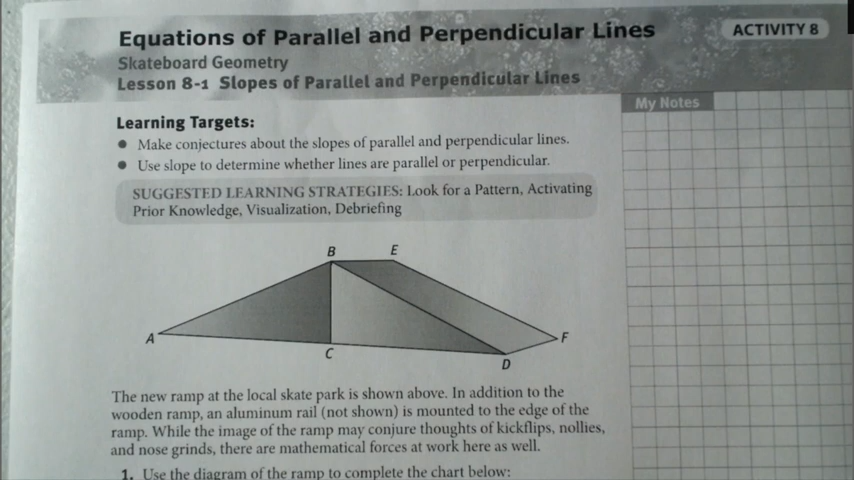 Equations of Parallel and Perpendicular Lines
ACTIVITY 8
Skateboard Geometry
Lesson 8-1 Slopes of Parallel and Perpendicular Lines
My Notes
Learning Targets:
• Make conjectures about the slopes of parallel and perpendicular lines.
• Use slope to determine whether lines are parallel or perpendicular.
SUGGESTED LEARNING STRATEGIES: Look for a Pattern, Activating
Prior Knowledge, Visualization, Debriefing
B E
A F
C D
The new ramp at the local skate park is shown above. In addition to the
wooden ramp, an aluminum rail (not shown) is mounted to the edge of the
ramp. While the image of the ramp may conjure thoughts of kickflips, nollies,
and nose grinds, there are mathematical forces at work here as well.
1. Use the diagram of the ramp to complete the chart below: